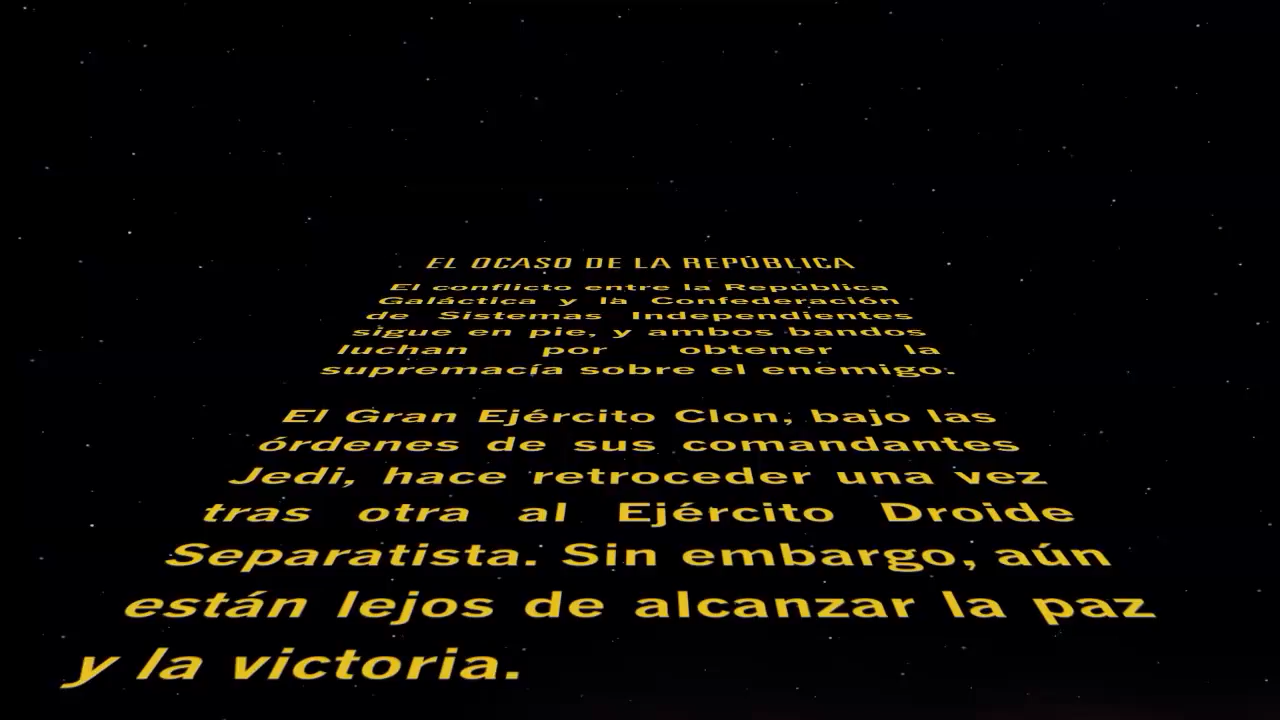 EL OCASO DE LA REPÚBLICA
El conflicto entre la República
Galáctica y la Confederación
de Sistemas Independientes
sigue en pie, y ambos bandos
luchan por obtener la
supremacía sobre el enemigo.
El Gran Ejército Clon, bajo las
órdenes de sus comandantes
Jedi, hace retroceder una vez
tras otra al Ejército Droide
Separatista. Sin embargo, aún
están lejos de alcanzar la paz
y la victoria.